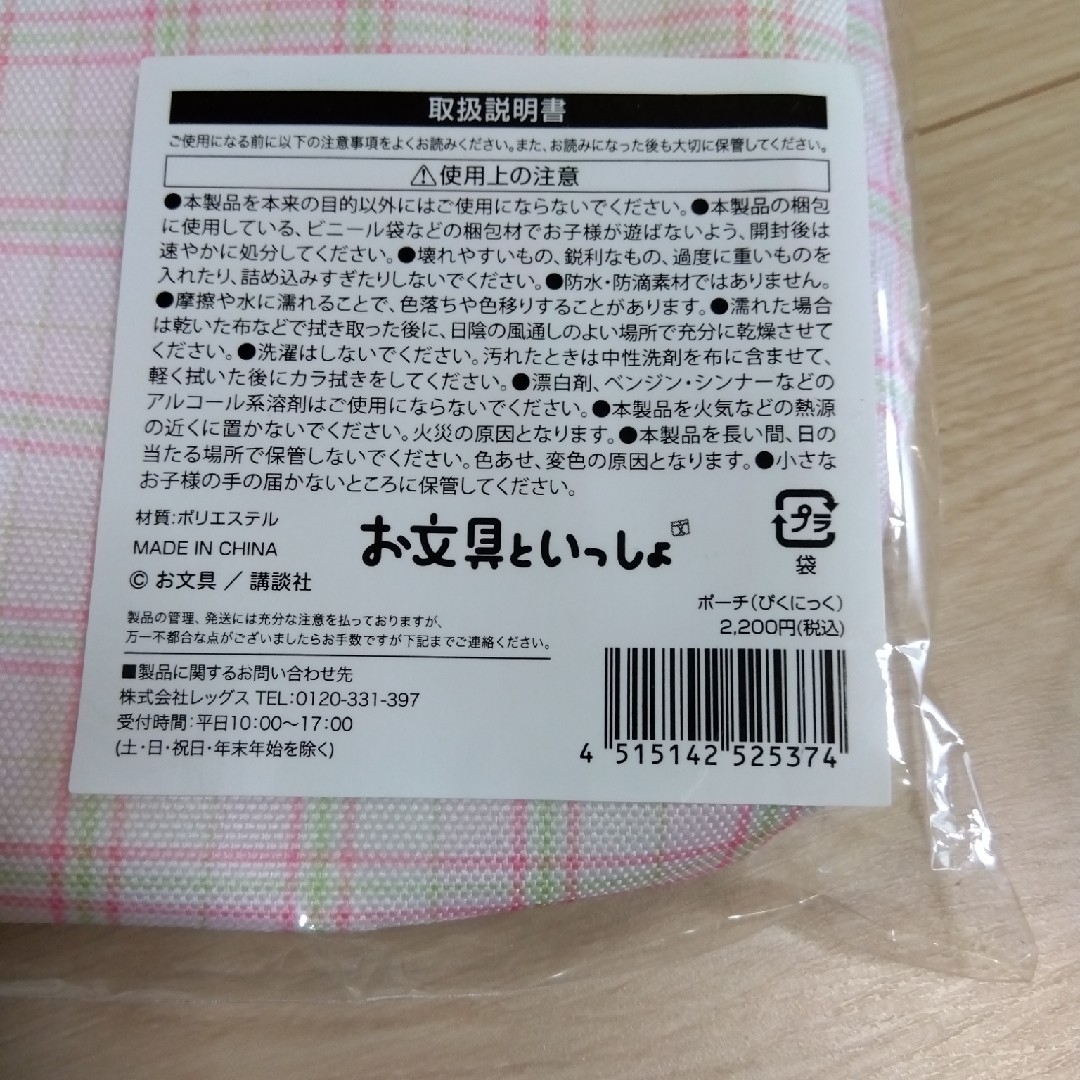 取扱説明書
ご使用になる前に以下の注意事項をよくお読みください。また、お読みになった後も大切に保管してください。
⚠使用上の注意
●本製品を本来の目的以外にはご使用にならないでください。●本製品の梱包
に使用している、ビニール袋などの梱包材でお子様が遊ばないよう、開封後は
速やかに処分してください。●壊れやすいもの、鋭利なもの、過度に重いものを
入れたり、詰め込みすぎたりしないでください。●防水・防滴素材ではありません。
●摩擦や水に濡れることで、色落ちや色移りすることがあります。●濡れた場合
は乾いた布などで拭き取った後に、日陰の風通しのよい場所で充分に乾燥させて
ください。●洗濯はしないでください。汚れたときは中性洗剤を布に含ませて、
軽く拭いた後にカラ拭きをしてください。●漂白剤、ベンジン・シンナーなどの
アルコール系溶剤はご使用にならないでください。●本製品を火気などの熱源
の近くに置かないでください。火災の原因となります。●本製品を長い間、日の
当たる場所で保管しないでください。色あせ、変色の原因となります。●小さな
お子様の手の届かないところに保管してください。
材質:ポリエステル
MADE IN CHINA
© お文具 / 講談社
お文具といっしょ
プラ
袋
ポーチ(ぴくにっく)
2,200円(税込)
製品の管理、発送には充分な注意を払っておりますが、
万一不都合な点がございましたらお手数ですが下記までご連絡ください。
■製品に関するお問い合わせ先
株式会社レッグス TEL:0120-331-397
受付時間:平日10:00～17:00
(土・日・祝日・年末年始を除く)
4 515142 525374